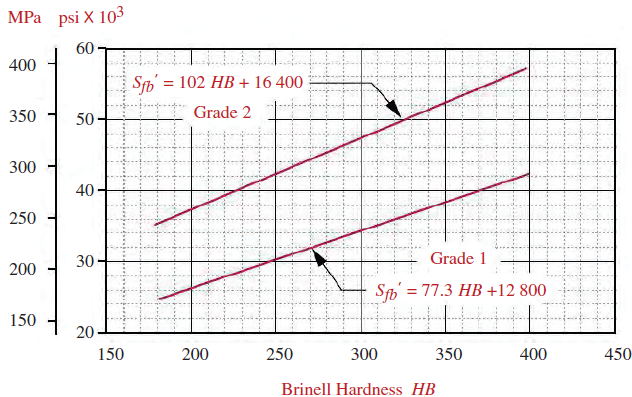 MPa psi X 10³
60
400
Sfb′ = 102 HB + 16 400
Grade 2
350
50
300
40
250
Grade 1
30
200
Sfb′ = 77.3 HB +12 800
150
20
150 200 250 300 350 400 450
Brinell Hardness HB